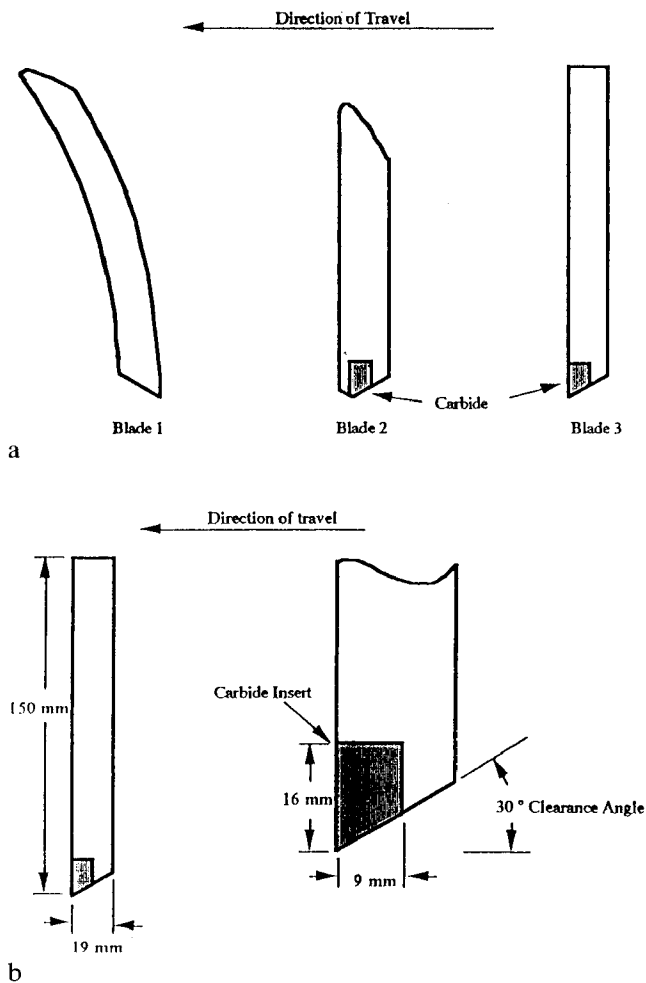 Direction of Travel
Carbide
Blade 1
Blade 2
Blade 3
a
Direction of travel
150 mm
Carbide Insert
16 mm
30 ° Clearance Angle
9 mm
19 mm
b